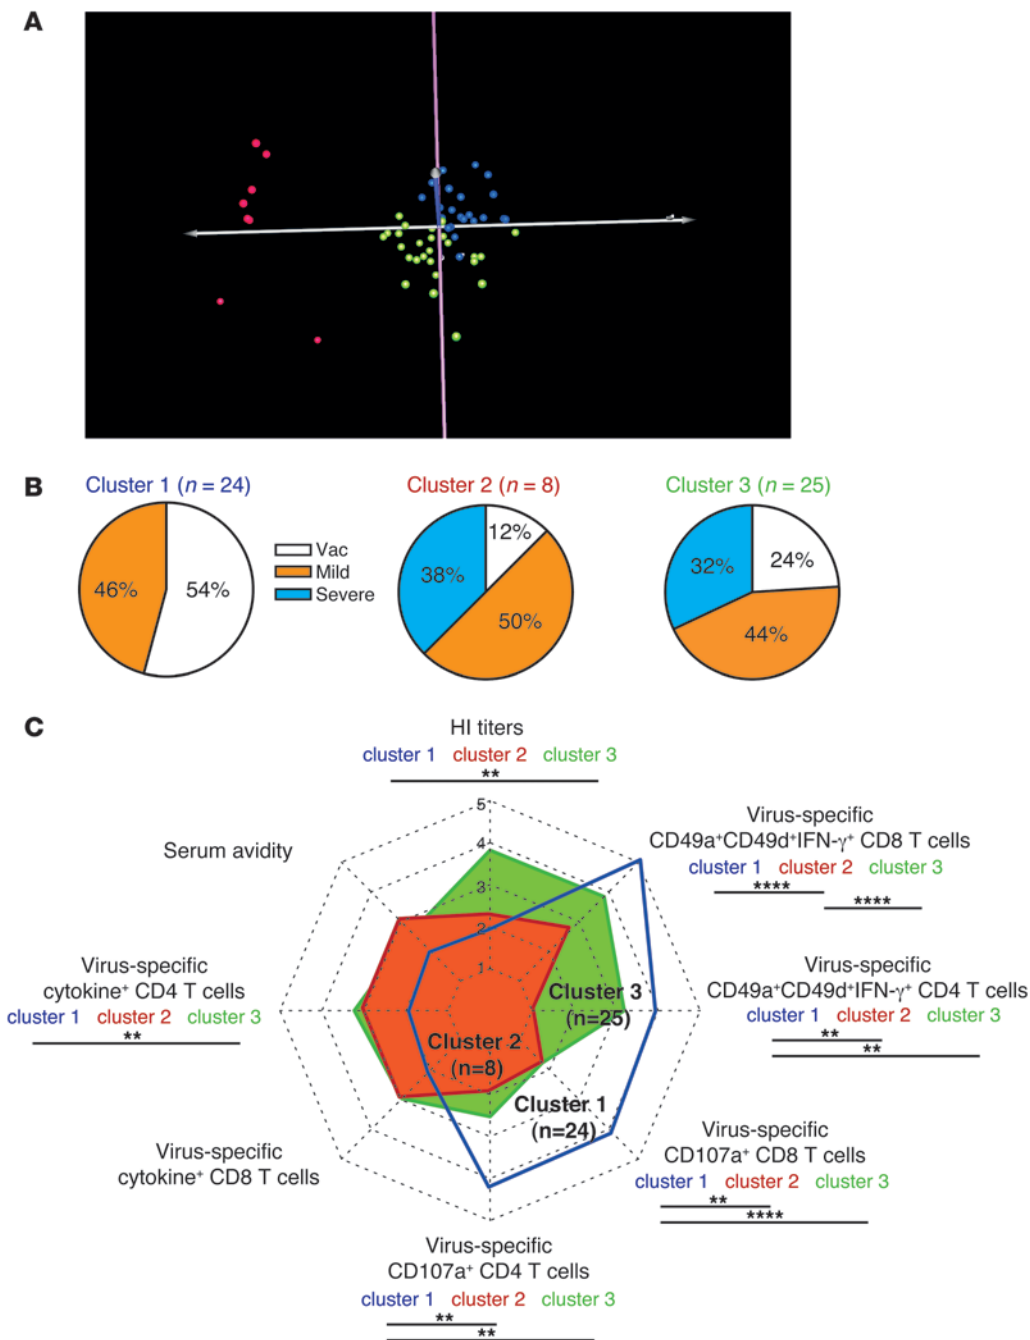 A
B
Cluster 1 (n = 24)
Cluster 2 (n = 8)
Cluster 3 (n = 25)
46%
54%
Vac
Mild
Severe
12%
38%
50%
24%
32%
44%
C
HI titers
cluster 1 cluster 2 cluster 3
**
5
4
3
2
1
Serum avidity
Virus-specific
CD49a⁺CD49d⁺IFN-γ⁺ CD8 T cells
cluster 1 cluster 2 cluster 3
****
****
Virus-specific
cytokine⁺ CD4 T cells
cluster 1 cluster 2 cluster 3
**
Virus-specific
CD49a⁺CD49d⁺IFN-γ⁺ CD4 T cells
cluster 1 cluster 2 cluster 3
**
**
Cluster 3
(n=25)
Cluster 2
(n=8)
Cluster 1
(n=24)
Virus-specific
cytokine⁺ CD8 T cells
Virus-specific
CD107a⁺ CD8 T cells
cluster 1 cluster 2 cluster 3
**
****
Virus-specific
CD107a⁺ CD4 T cells
cluster 1 cluster 2 cluster 3
**
**